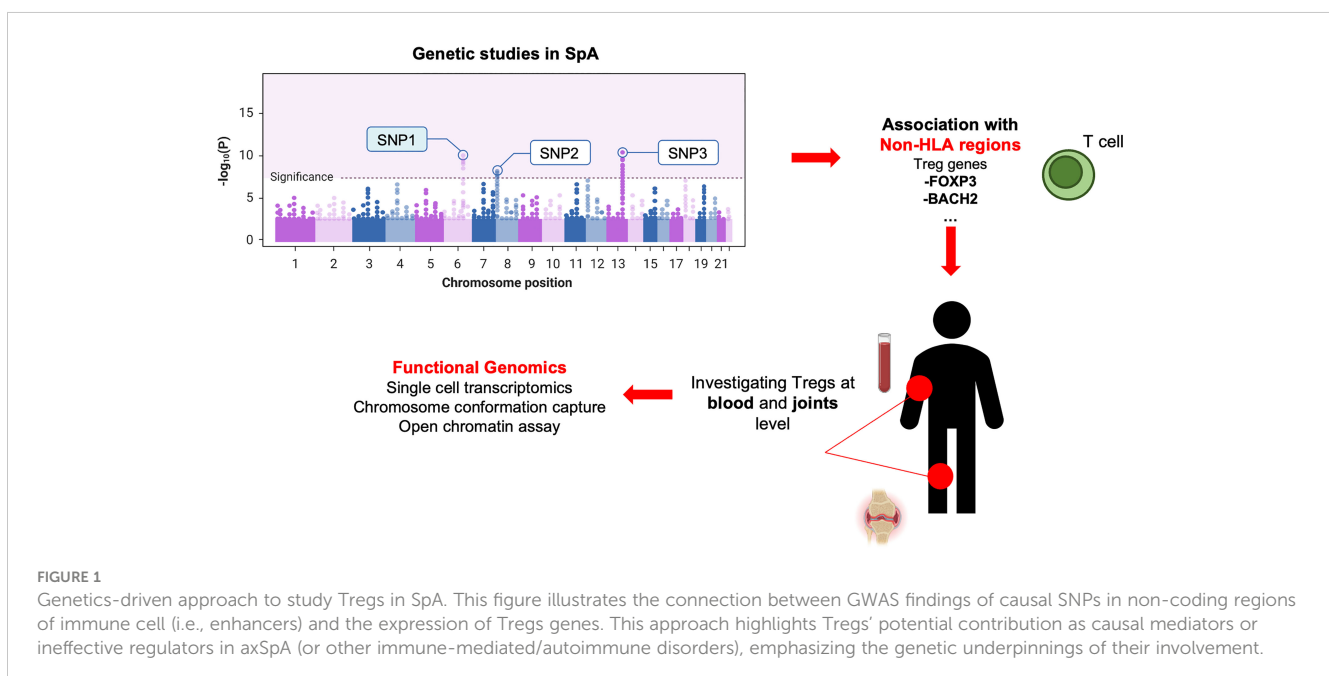 Genetic studies in SpA
-log₁₀(P)
15
10
5
0
Significance
SNP1
SNP2
SNP3
1 2 3 4 5 6 7 8 9 10 11 12 13 15 17 19 21
Chromosome position
Association with
Non-HLA regions
Treg genes
-FOXP3
-BACH2
...
T cell
Investigating Tregs at
blood and joints
level
Functional Genomics
Single cell transcriptomics
Chromosome conformation capture
Open chromatin assay
FIGURE 1
Genetics-driven approach to study Tregs in SpA. This figure illustrates the connection between GWAS findings of causal SNPs in non-coding regions
of immune cell (i.e., enhancers) and the expression of Tregs genes. This approach highlights Tregs' potential contribution as causal mediators or
ineffective regulators in axSpA (or other immune-mediated/autoimmune disorders), emphasizing the genetic underpinnings of their involvement.